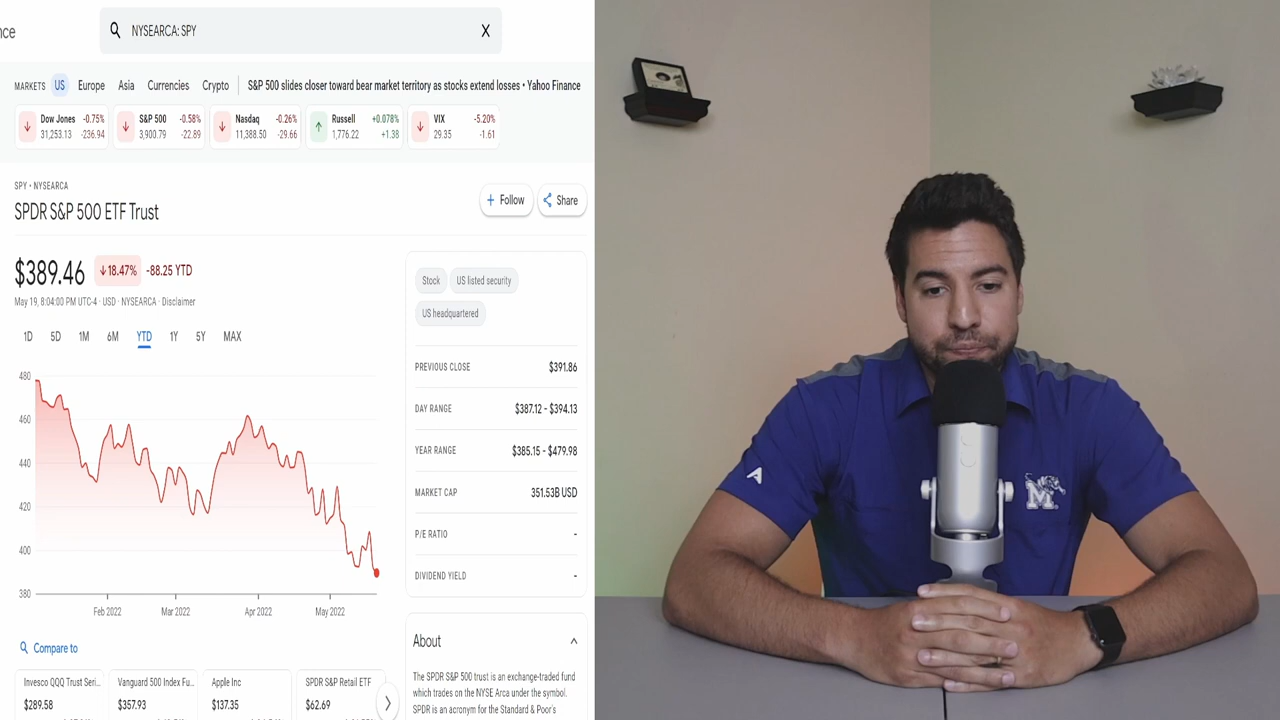 nce
NYSEARCA: SPY
X
MARKETS US Europe Asia Currencies Crypto S&P 500 slides closer toward bear market territory as stocks extend losses • Yahoo Finance
Dow Jones -0.75%
31,253.13 -236.94
S&P 500 -0.58%
3,900.79 -22.89
Nasdaq -0.26%
11,388.50 -29.66
Russell +0.078%
1,776.22 +1.38
VIX -5.20%
29.35 -1.61
SPY • NYSEARCA
SPDR S&P 500 ETF Trust
+ Follow
Share
$389.46 ↓18.47% -88.25 YTD
May 19, 8:04:00 PM UTC-4 · USD · NYSEARCA · Disclaimer
1D 5D 1M 6M YTD 1Y 5Y MAX
480
460
440
420
400
380
Feb 2022 Mar 2022 Apr 2022 May 2022
Stock US listed security
US headquartered
PREVIOUS CLOSE $391.86
DAY RANGE $387.12 - $394.13
YEAR RANGE $385.15 - $479.98
MARKET CAP 351.53B USD
P/E RATIO -
DIVIDEND YIELD -
Compare to
Invesco QQQ Trust Seri...
$289.58
Vanguard 500 Index Fu...
$357.93
Apple Inc
$137.35
SPDR S&P Retail ETF
$62.69
About
The SPDR S&P 500 trust is an exchange-traded fund
which trades on the NYSE Arca under the symbol.
SPDR is an acronym for the Standard & Poor's
M